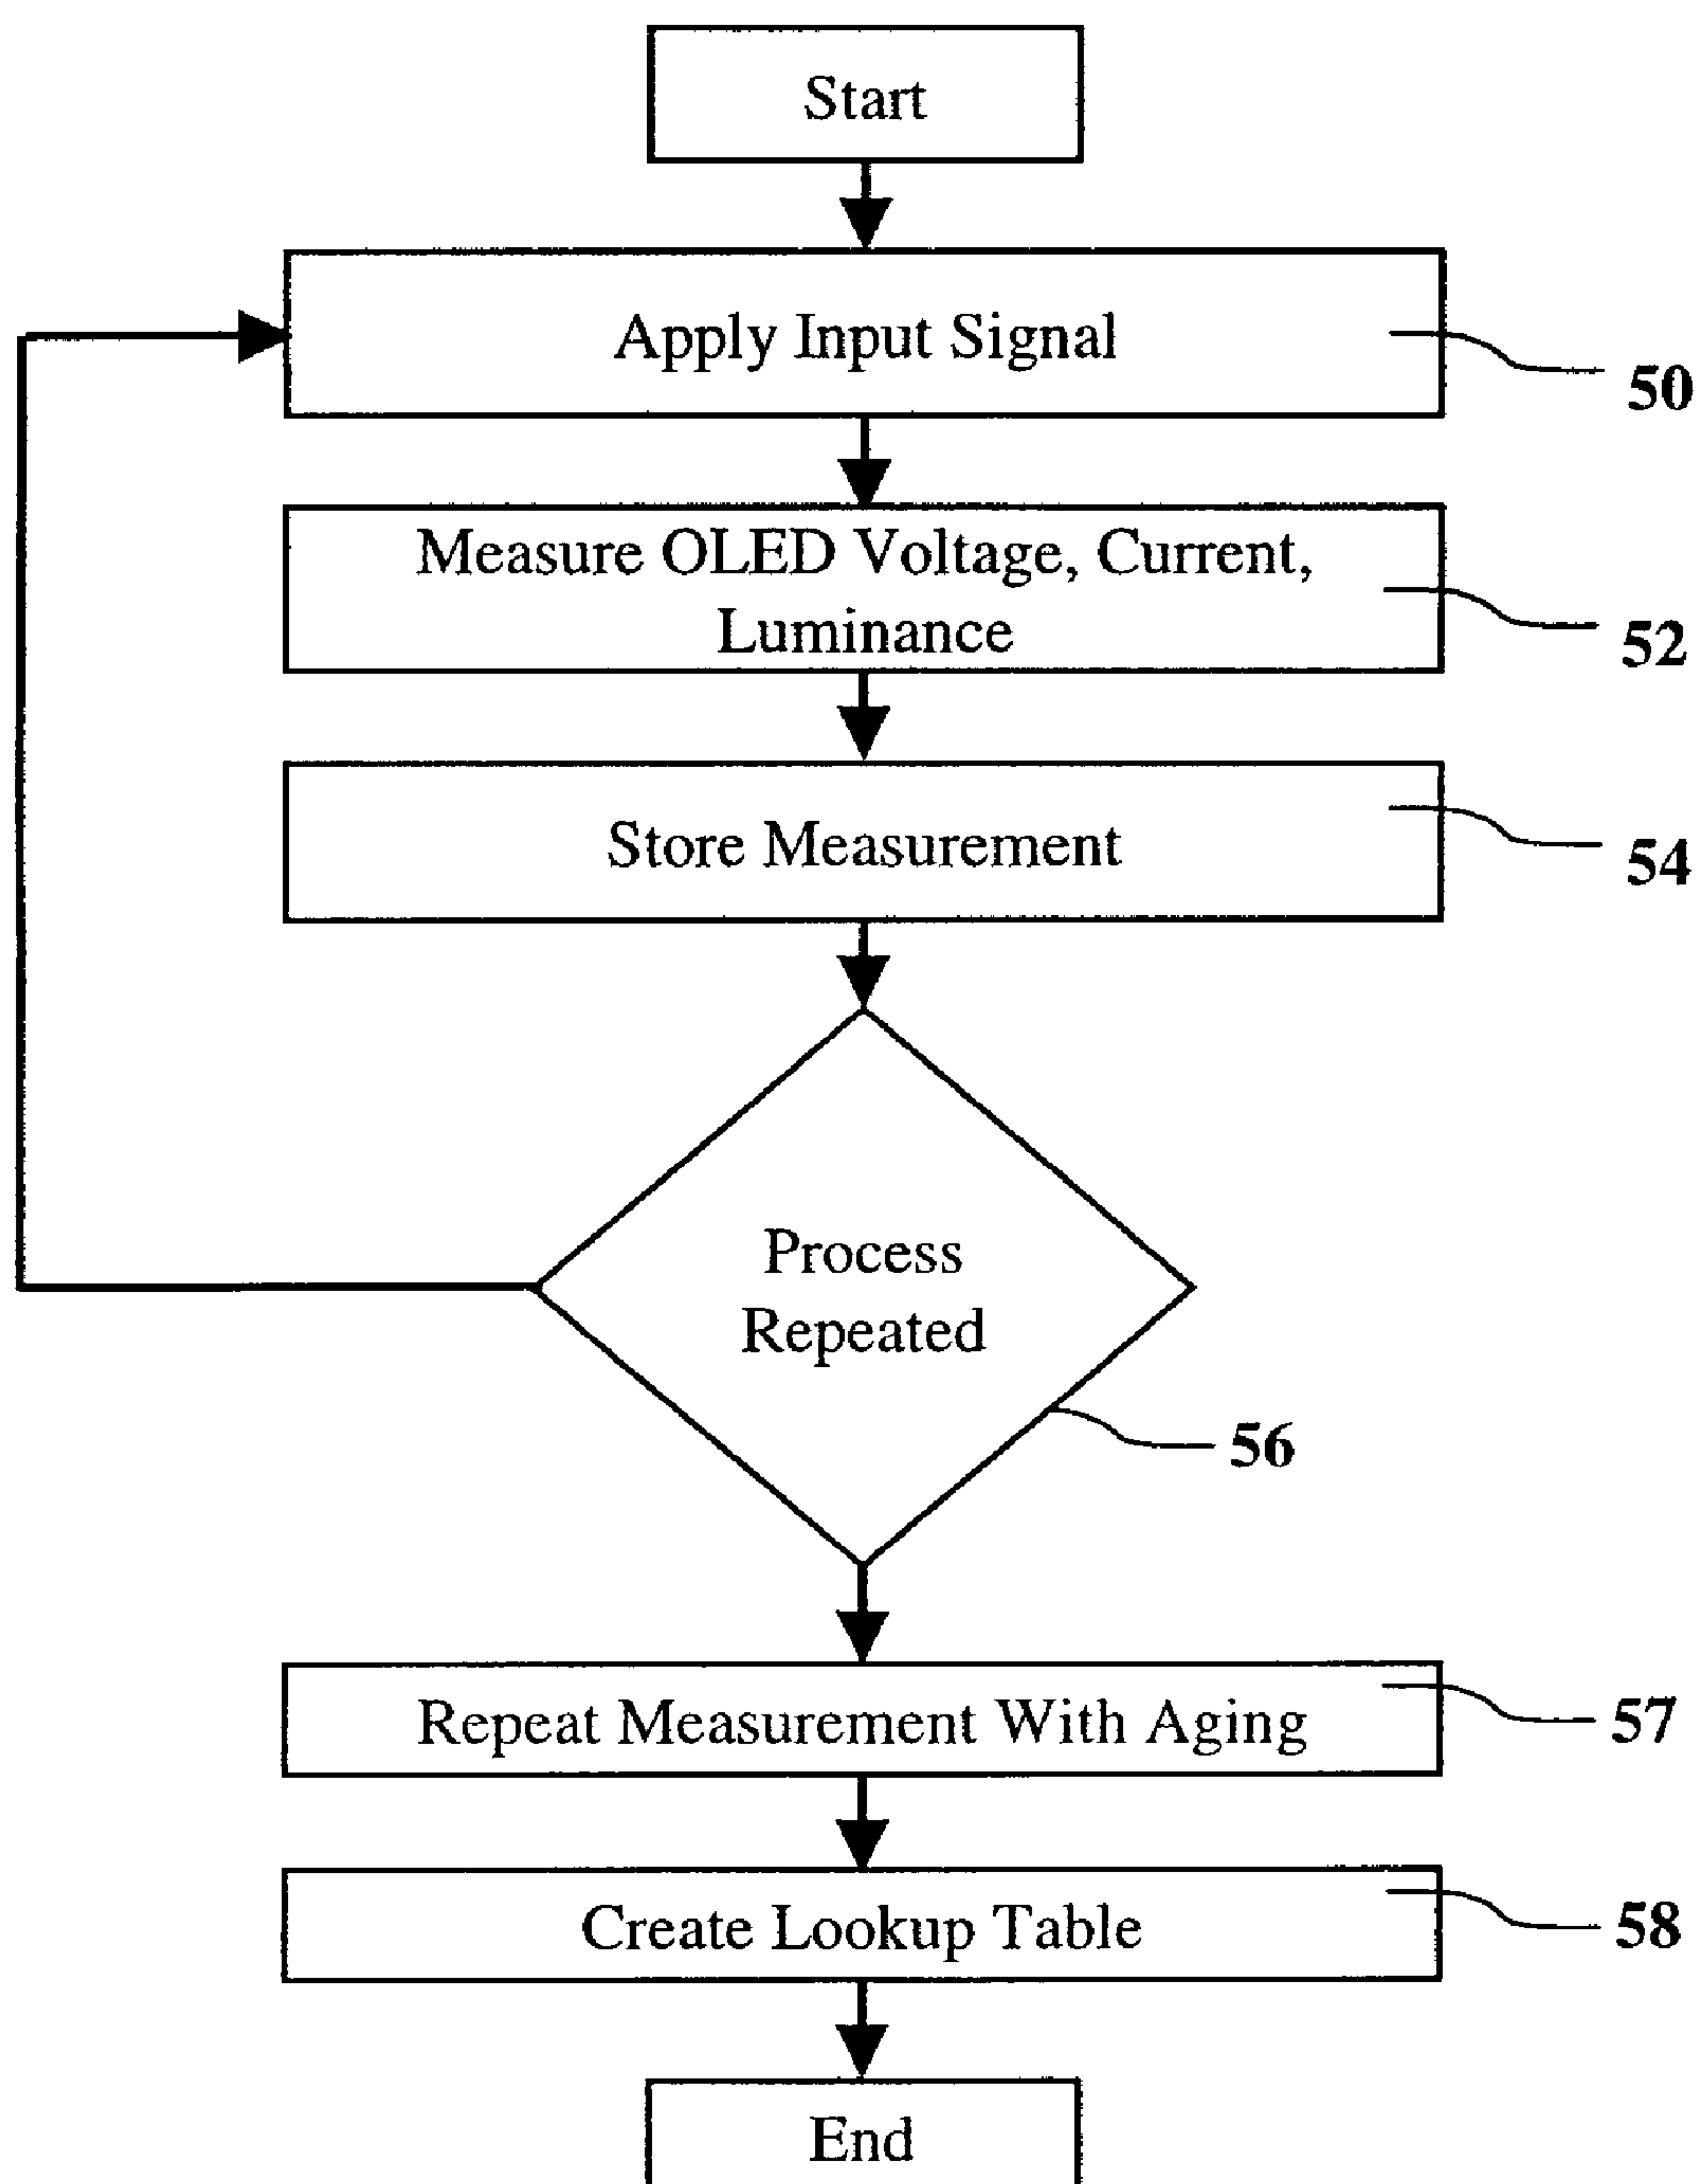 Start
Apply Input Signal
50
Measure OLED Voltage, Current,
Luminance
52
Store Measurement
54
Process
Repeated
56
Repeat Measurement With Aging
57
Create Lookup Table
58
End